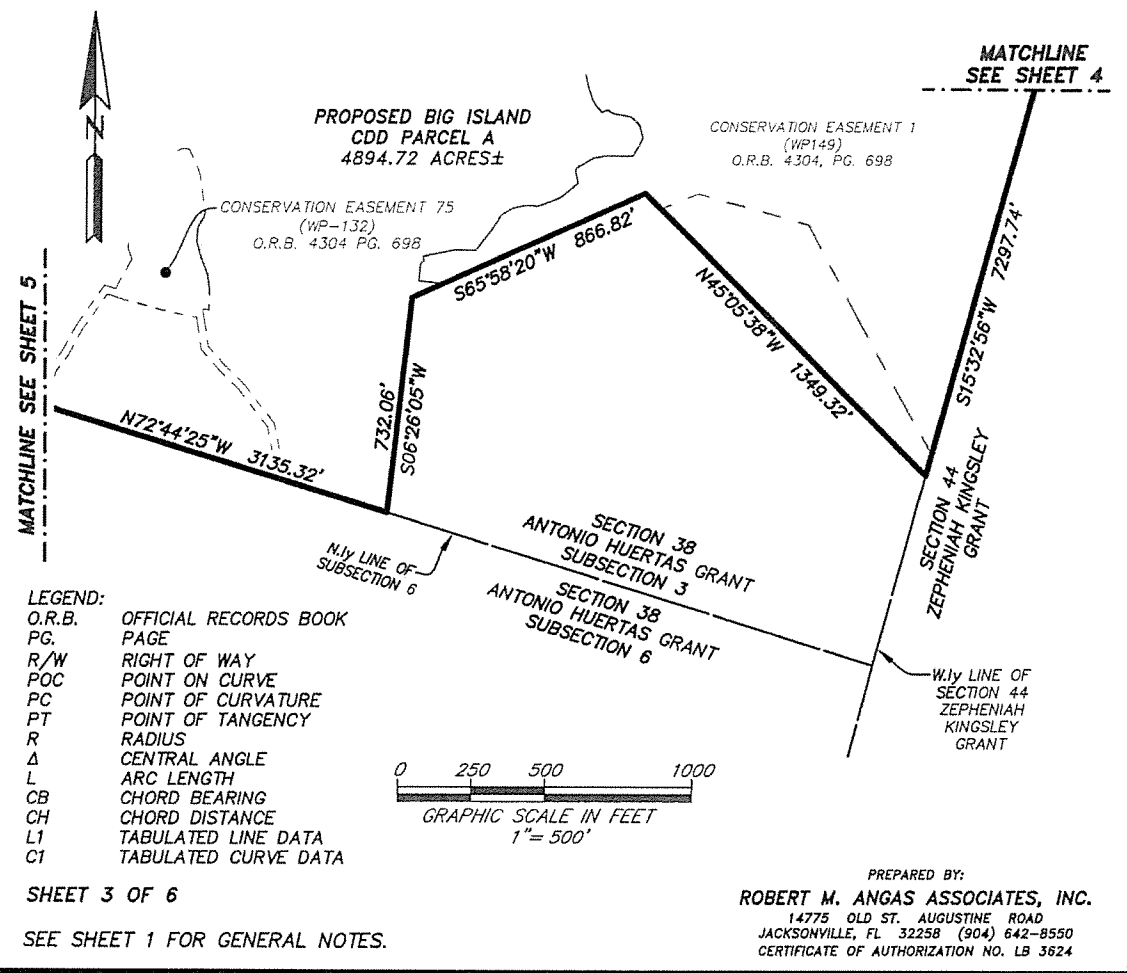 MATCHLINE
SEE SHEET 4
PROPOSED BIG ISLAND
CDD PARCEL A
4894.72 ACRES±
CONSERVATION EASEMENT 1
(WP149)
O.R.B. 4304, PG. 698
N
CONSERVATION EASEMENT 75
(WP-132)
O.R.B. 4304 PG. 698
MATCHLINE SEE SHEET 5
S65°58'20"W 866.82'
N45°05'38"W 1349.32'
S15°32'56"W 7297.74'
N72°44'25"W 3135.32'
732.06'
S06°26'05"W
SECTION 44
ZEPHENIAH KINGSLEY
GRANT
N.ly LINE OF
SUBSECTION 6
SECTION 38
ANTONIO HUERTAS GRANT
SUBSECTION 3
SECTION 38
ANTONIO HUERTAS GRANT
SUBSECTION 6
W.ly LINE OF
SECTION 44
ZEPHENIAH
KINGSLEY
GRANT
LEGEND:
O.R.B. OFFICIAL RECORDS BOOK
PG. PAGE
R/W RIGHT OF WAY
POC POINT ON CURVE
PC POINT OF CURVATURE
PT POINT OF TANGENCY
R RADIUS
Δ CENTRAL ANGLE
L ARC LENGTH
CB CHORD BEARING
CH CHORD DISTANCE
L1 TABULATED LINE DATA
C1 TABULATED CURVE DATA
0 250 500 1000
GRAPHIC SCALE IN FEET
1"= 500'
SHEET 3 OF 6
SEE SHEET 1 FOR GENERAL NOTES.
PREPARED BY:
ROBERT M. ANGAS ASSOCIATES, INC.
14775 OLD ST. AUGUSTINE ROAD
JACKSONVILLE, FL 32258 (904) 642-8550
CERTIFICATE OF AUTHORIZATION NO. LB 3624